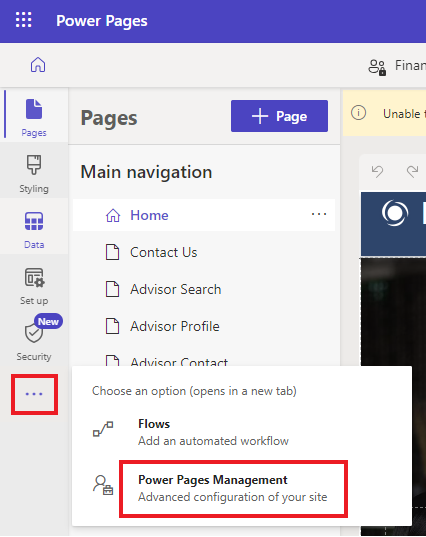 Power Pages
Finan
Pages
Pages
+ Page
Unable t
Styling
Main navigation
Data
Home
...
Contact Us
Set up
Advisor Search
New
Advisor Profile
Security
Advisor Contact
...
Choose an option (opens in a new tab)
Flows
Add an automated workflow
Power Pages Management
Advanced configuration of your site